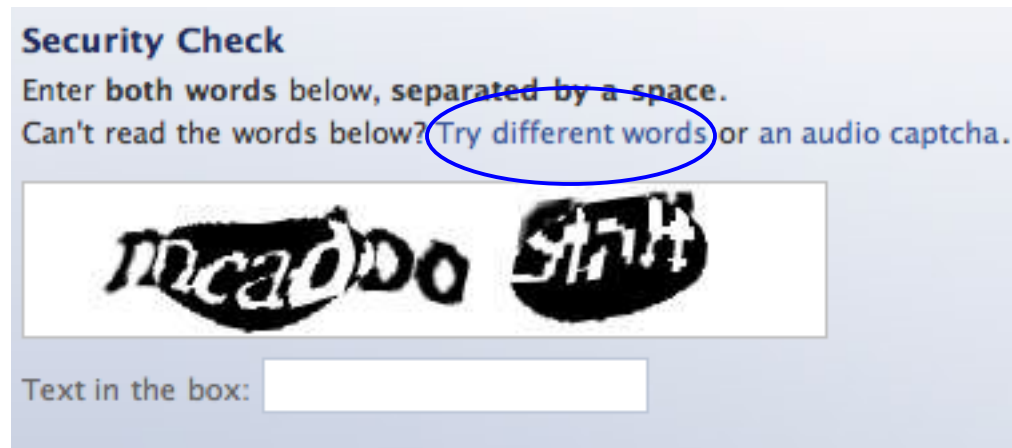 Security Check
Enter both words below, separated by a space.
Can't read the words below? Try different words or an audio captcha.
mcadoo
Text in the box: